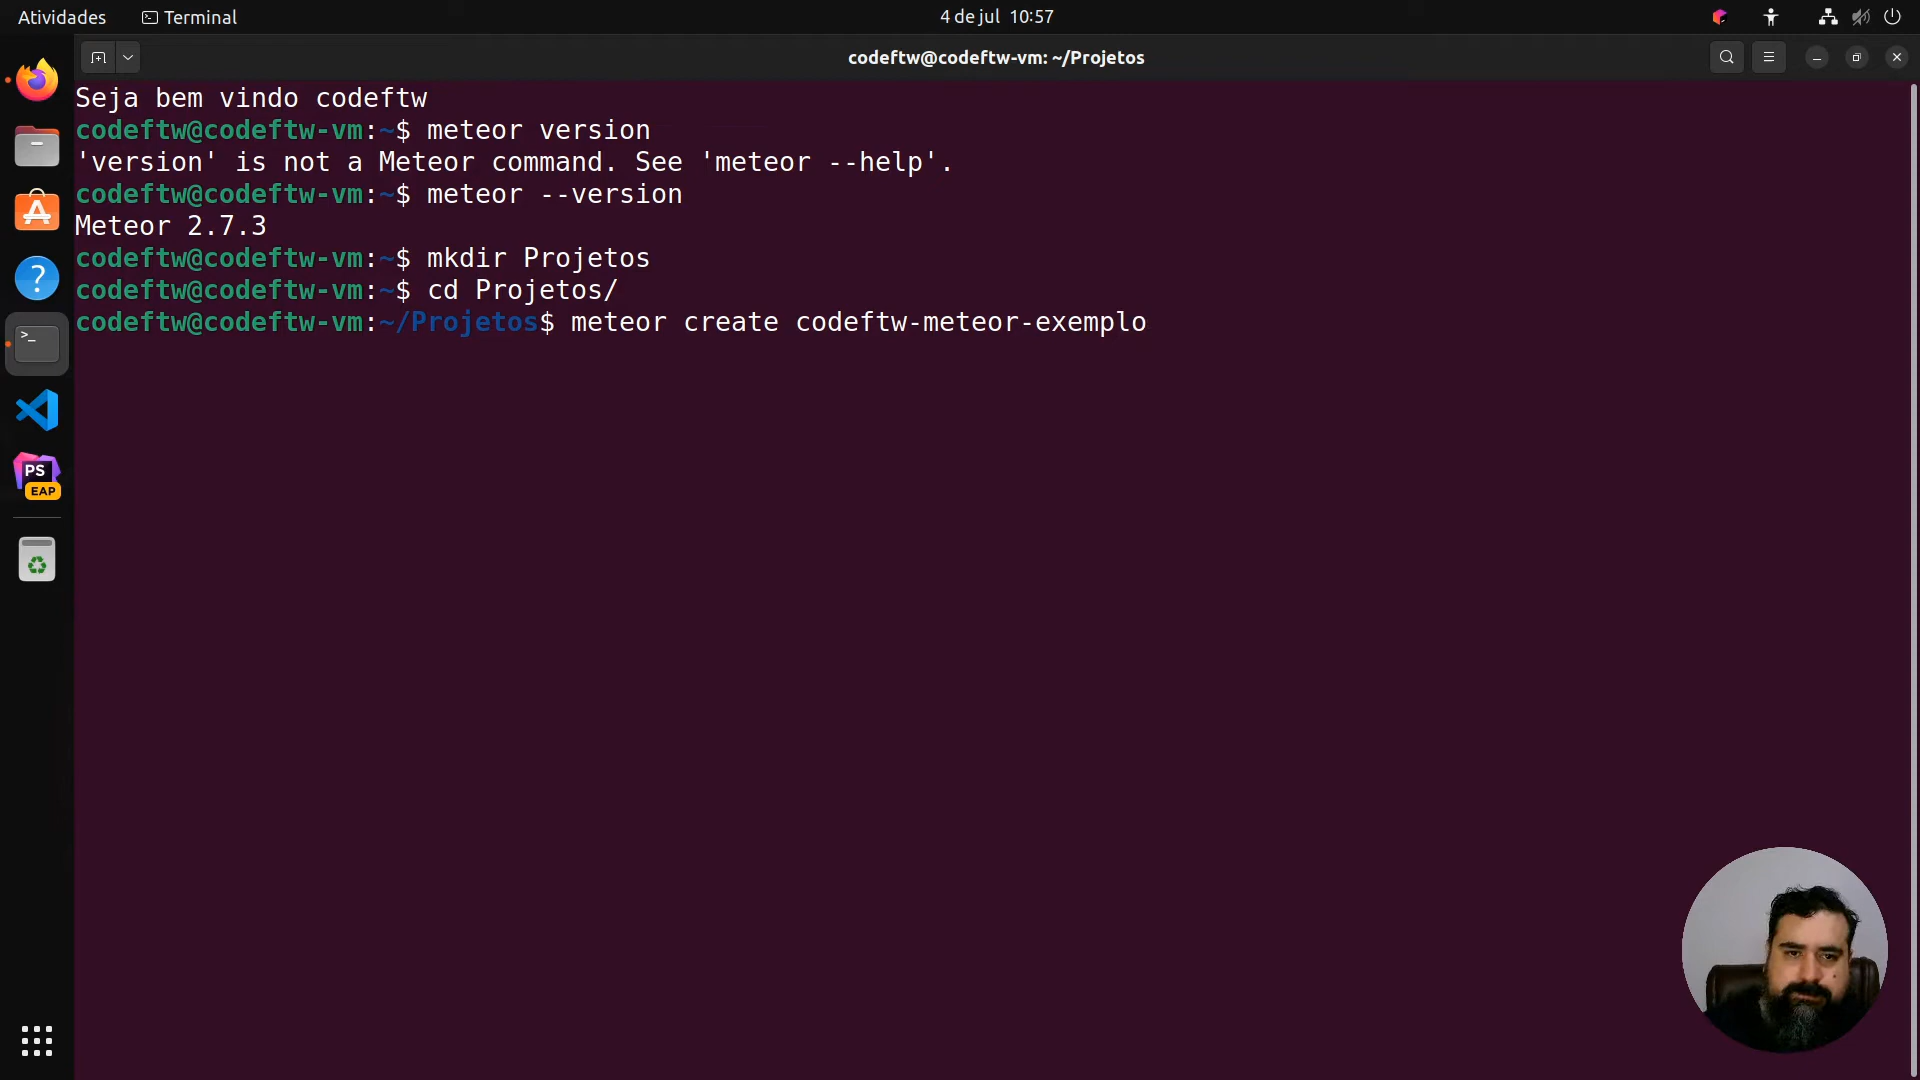 Atividades
Terminal
4 de jul 10:57
codeftw@codeftw-vm: ~/Projetos
Seja bem vindo codeftw
codeftw@codeftw-vm:~$ meteor version
'version' is not a Meteor command. See 'meteor --help'.
codeftw@codeftw-vm:~$ meteor --version
Meteor 2.7.3
codeftw@codeftw-vm:~$ mkdir Projetos
codeftw@codeftw-vm:~$ cd Projetos/
codeftw@codeftw-vm:~/Projetos$ meteor create codeftw-meteor-exemplo
PS
EAP